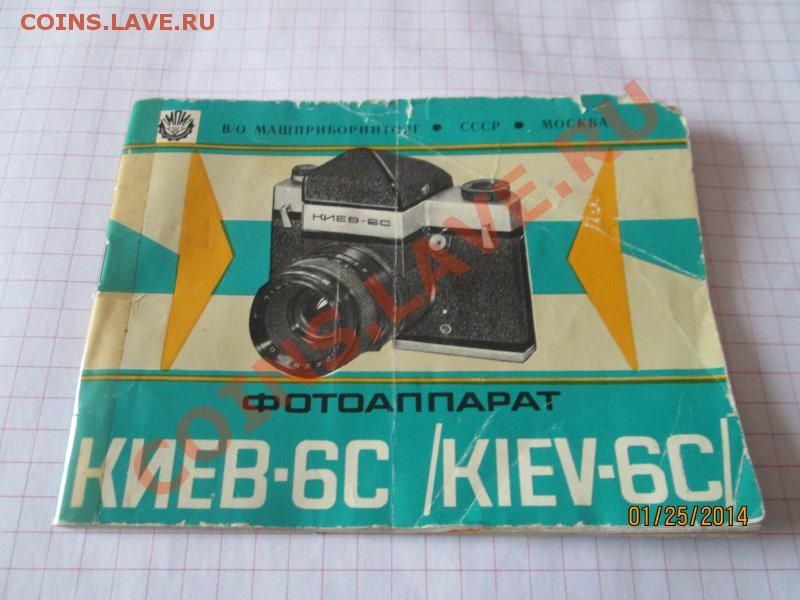 COINS.LAVE.RU
МПИ
В/О МАШПРИБОРИНТОРГ • СССР • МОСКВА
КИЕВ-6С
COINS.LAVE.RU
ФОТОАППАРАТ
КИЕВ-6С /KIEV-6C/
01/25/2014